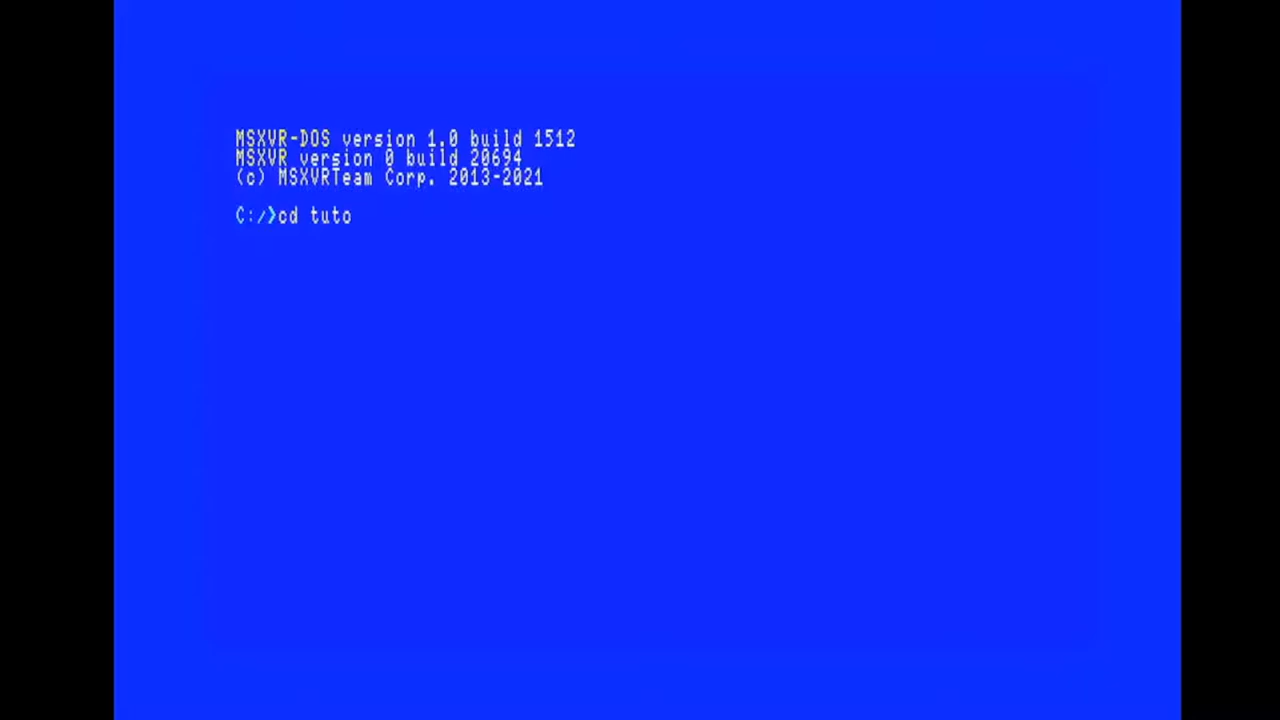 MSXVR-DOS version 1.0 build 1512
MSXVR version 0 build 20694
(c) MSXVRTeam Corp. 2013-2021
C:/>cd tuto